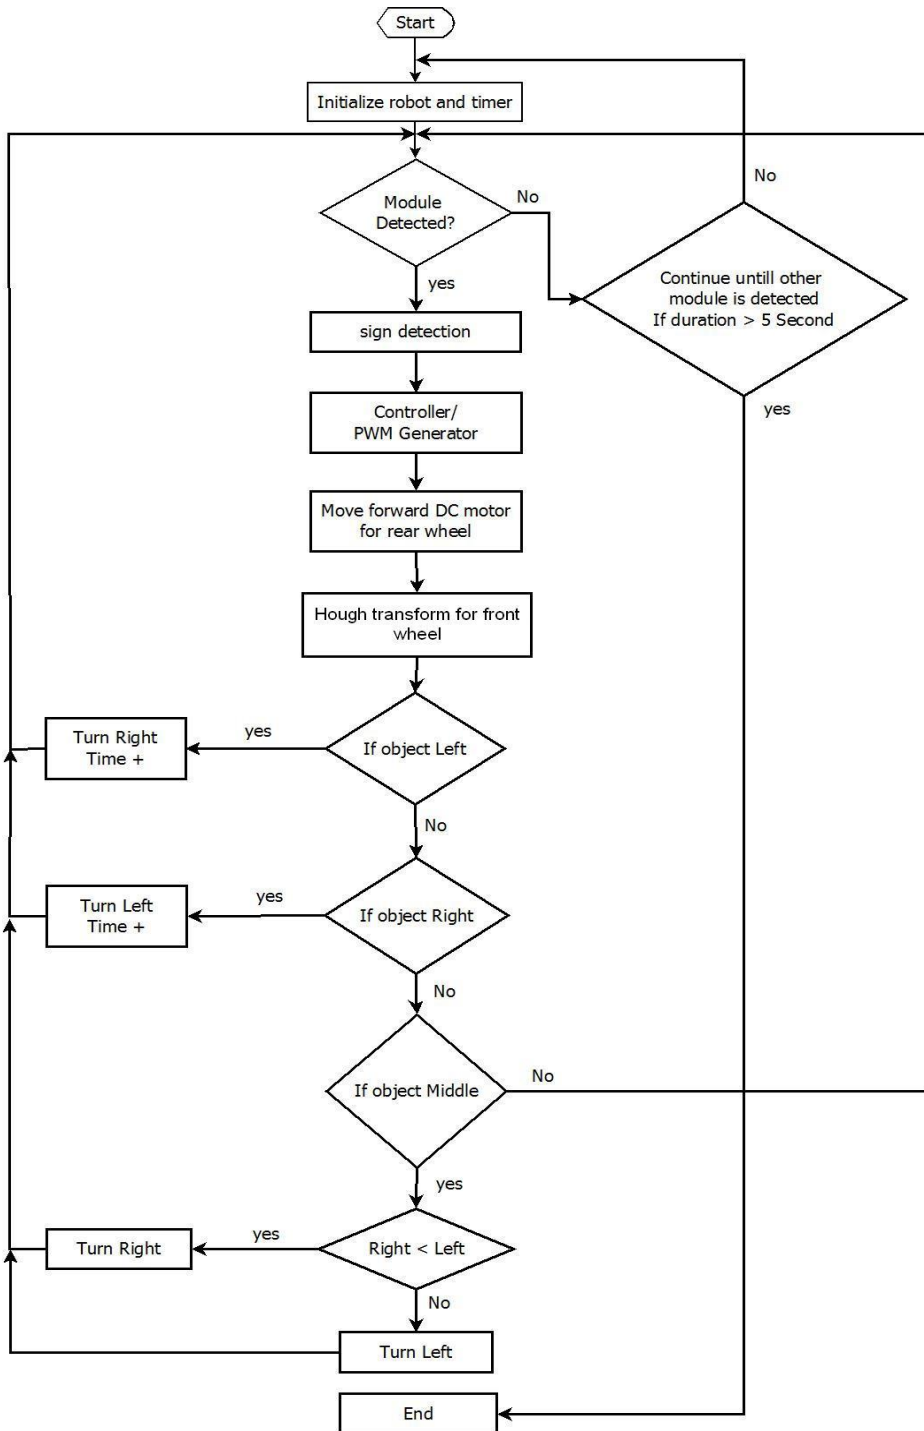 Start
Initialize robot and timer
Module
Detected?
No
No
Continue untill other
module is detected
If duration > 5 Second
yes
yes
sign detection
Controller/
PWM Generator
Move forward DC motor
for rear wheel
Hough transform for front
wheel
If object Left
yes
Turn Right
Time +
No
If object Right
yes
Turn Left
Time +
No
If object Middle
No
yes
Right < Left
yes
Turn Right
No
Turn Left
End